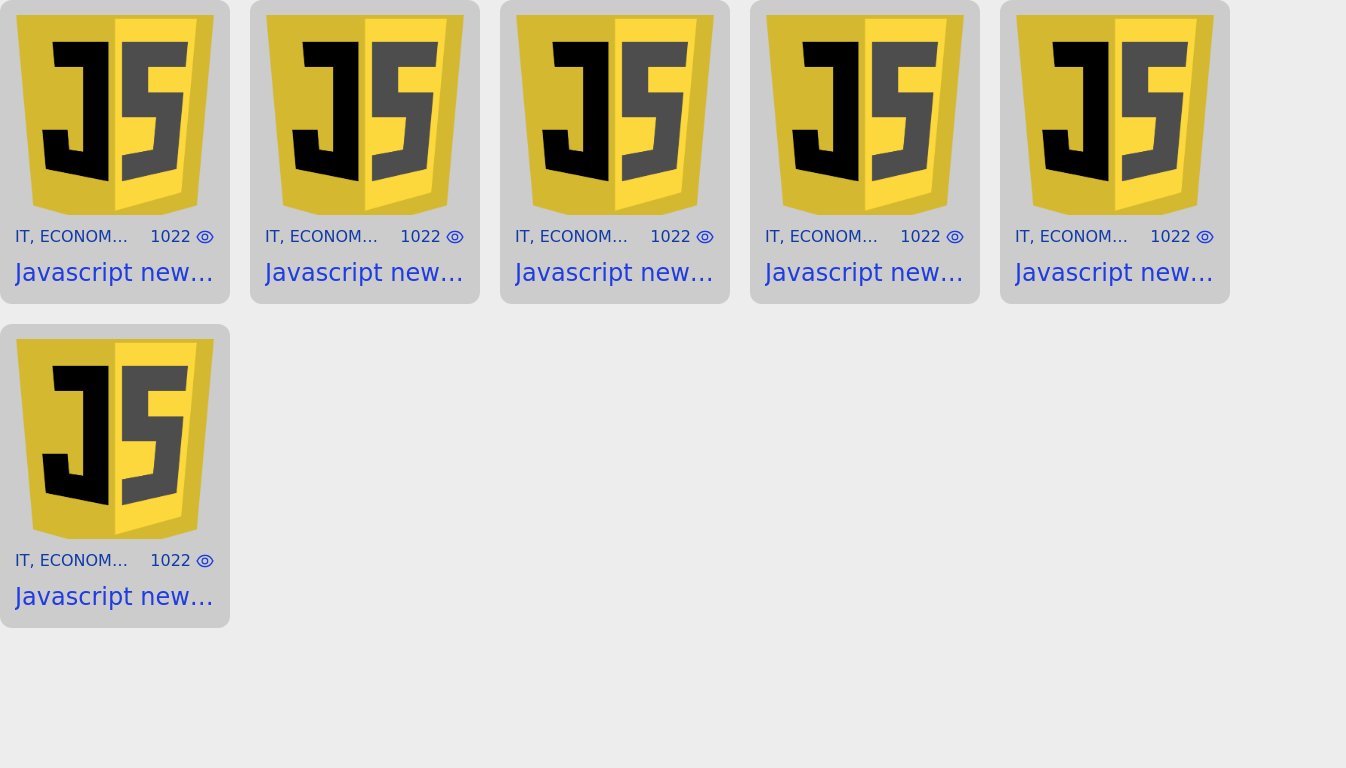 JS JS JS JS JS
IT, ECONOM... 1022 IT, ECONOM... 1022 IT, ECONOM... 1022 IT, ECONOM... 1022 IT, ECONOM... 1022
Javascript new... Javascript new... Javascript new... Javascript new... Javascript new...
JS
IT, ECONOM... 1022
Javascript new...